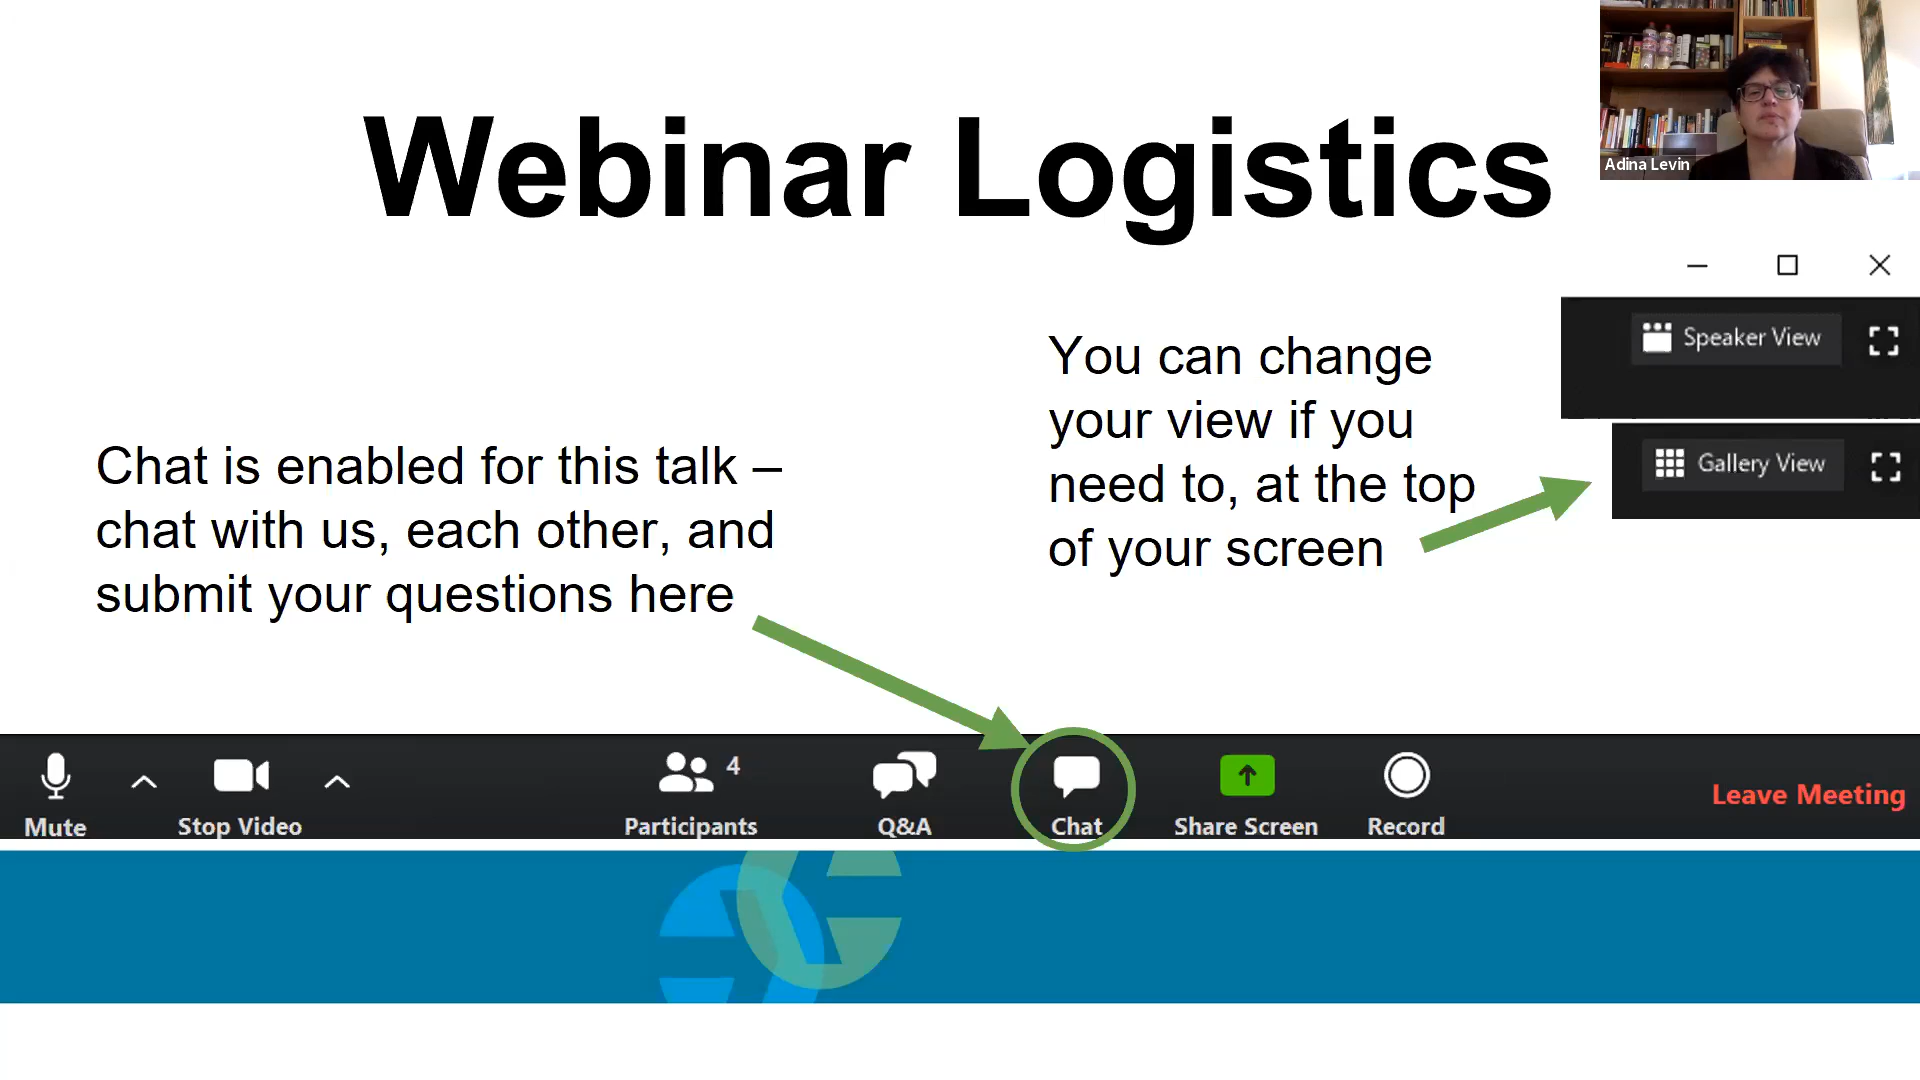 Webinar Logistics
Adina Levin
Speaker View
Gallery View
You can change
your view if you
need to, at the top
of your screen
Chat is enabled for this talk –
chat with us, each other, and
submit your questions here
4
Mute
Stop Video
Participants
Q&A
Chat
Share Screen
Record
Leave Meeting